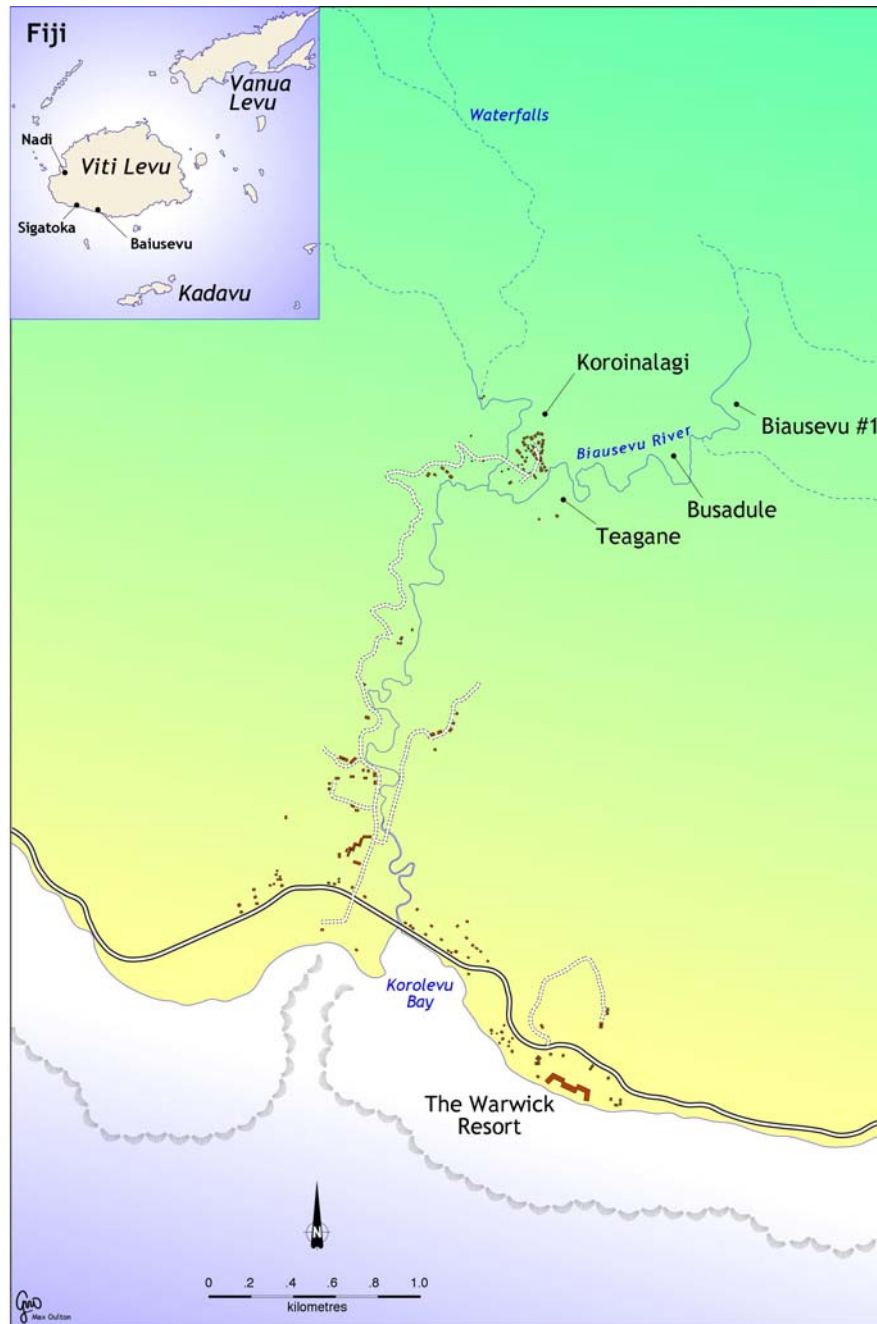 Fiji
Vanua
Levu
Nadi
Viti Levu
Sigatoka
Baiusevu
Kadavu
Waterfalls
Koroinalagi
Biausevu #1
Biausevu River
Busadule
Teagane
Korolevu
Bay
The Warwick
Resort
0 .2 .4 .6 .8 1.0
kilometres
Max Oulton